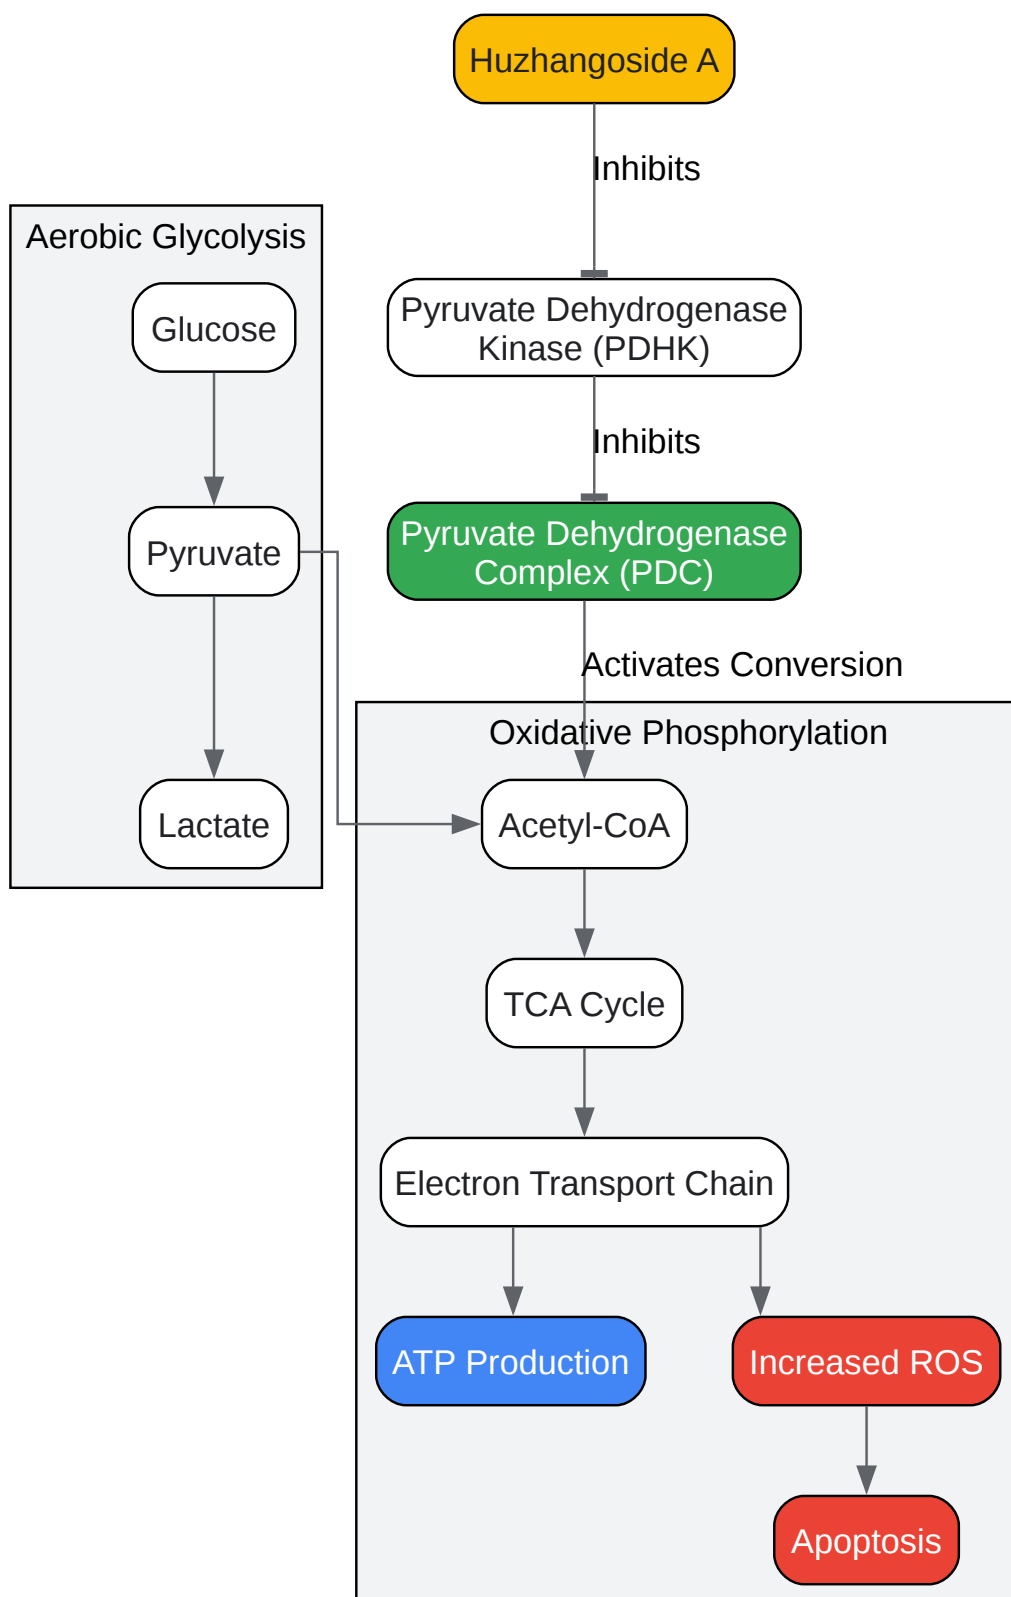 Huzhangoside A
Inhibits
Aerobic Glycolysis
Glucose
Pyruvate Dehydrogenase
Kinase (PDHK)
Inhibits
Pyruvate
Pyruvate Dehydrogenase
Complex (PDC)
Activates Conversion
Oxidative Phosphorylation
Lactate
Acetyl-CoA
TCA Cycle
Electron Transport Chain
ATP Production
Increased ROS
Apoptosis